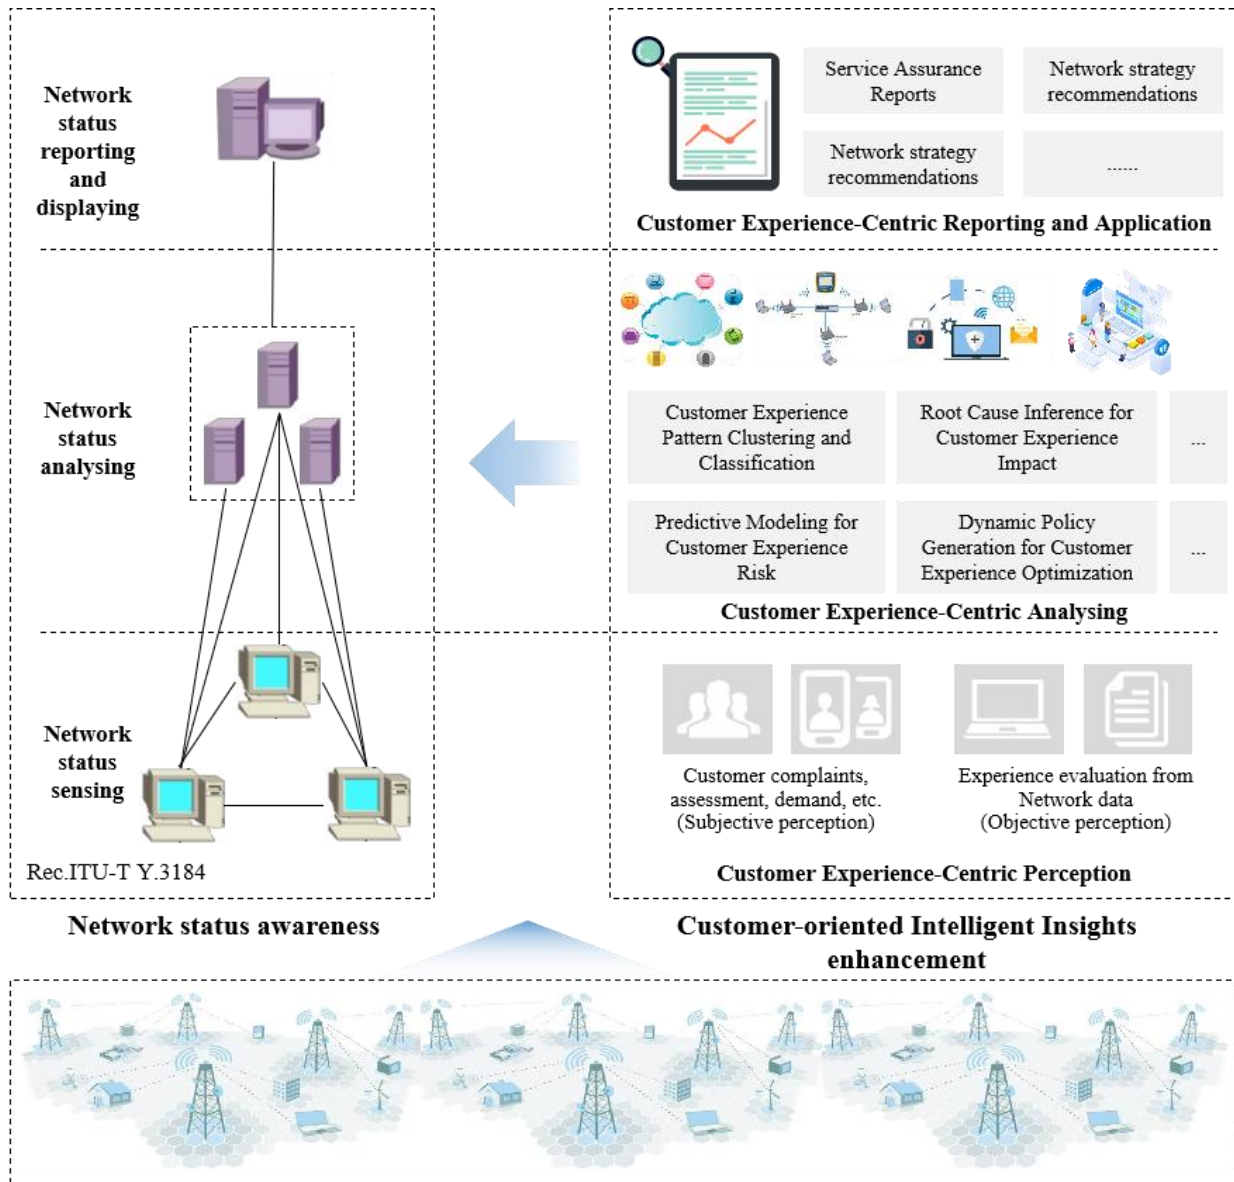 Network
status
reporting
and
displaying
Service Assurance
Reports
Network strategy
recommendations
Network strategy
recommendations
......
Customer Experience-Centric Reporting and Application
Network
status
analysing
Customer Experience
Pattern Clustering and
Classification
Root Cause Inference for
Customer Experience
Impact
...
Predictive Modeling for
Customer Experience
Risk
Dynamic Policy
Generation for Customer
Experience Optimization
...
Customer Experience-Centric Analysing
Network
status
sensing
Customer complaints,
assessment, demand, etc.
(Subjective perception)
Experience evaluation from
Network data
(Objective perception)
Rec.ITU-T Y.3184
Customer Experience-Centric Perception
Network status awareness
Customer-oriented Intelligent Insights
enhancement